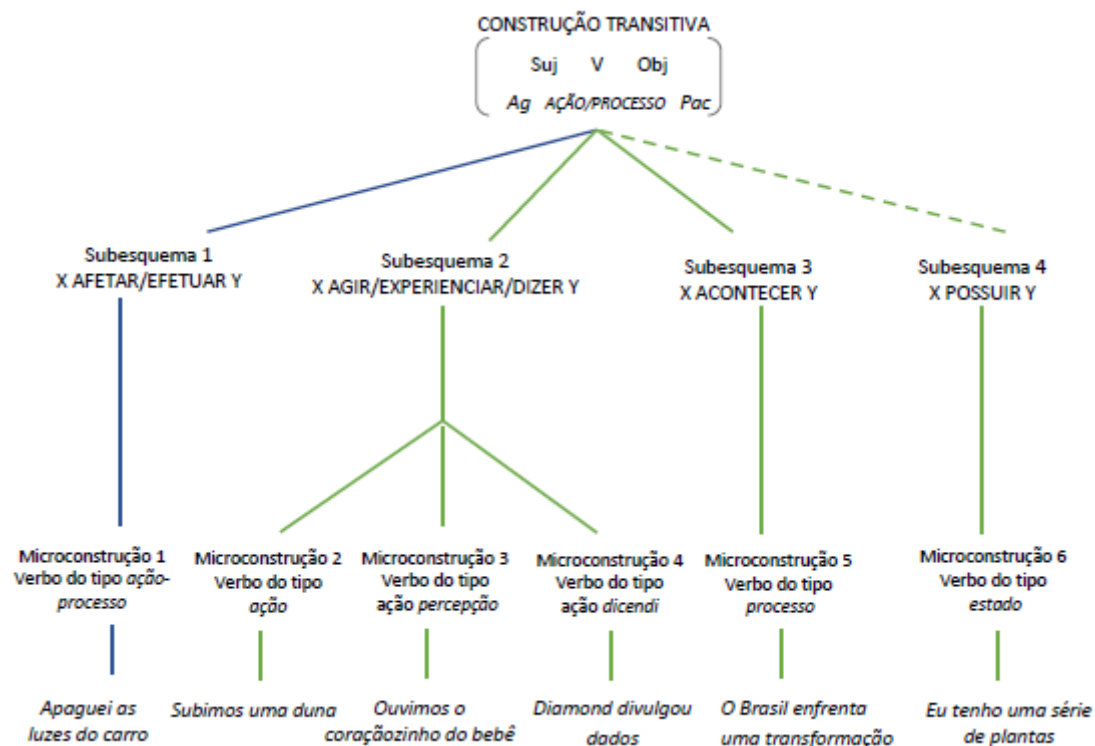 CONSTRUÇÃO TRANSITIVA
Suj V Obj
Ag AÇÃO/PROCESSO Pac
Subesquema 1
X AFETAR/EFETUAR Y
Subesquema 2
X AGIR/EXPERIENCIAR/DIZER Y
Subesquema 3
X ACONTECER Y
Subesquema 4
X POSSUIR Y
Microconstrução 1
Verbo do tipo ação-
processo
Microconstrução 2
Verbo do tipo
ação
Microconstrução 3
Verbo do tipo
ação percepção
Microconstrução 4
Verbo do tipo
ação dicendi
Microconstrução 5
Verbo do tipo
processo
Microconstrução 6
Verbo do tipo
estado
Apaguei as
luzes do carro
Subimos uma duna
Ouvimos o
coraçãozinho do bebê
Diamond divulgou
dados
O Brasil enfrenta
uma transformação
Eu tenho uma série
de plantas